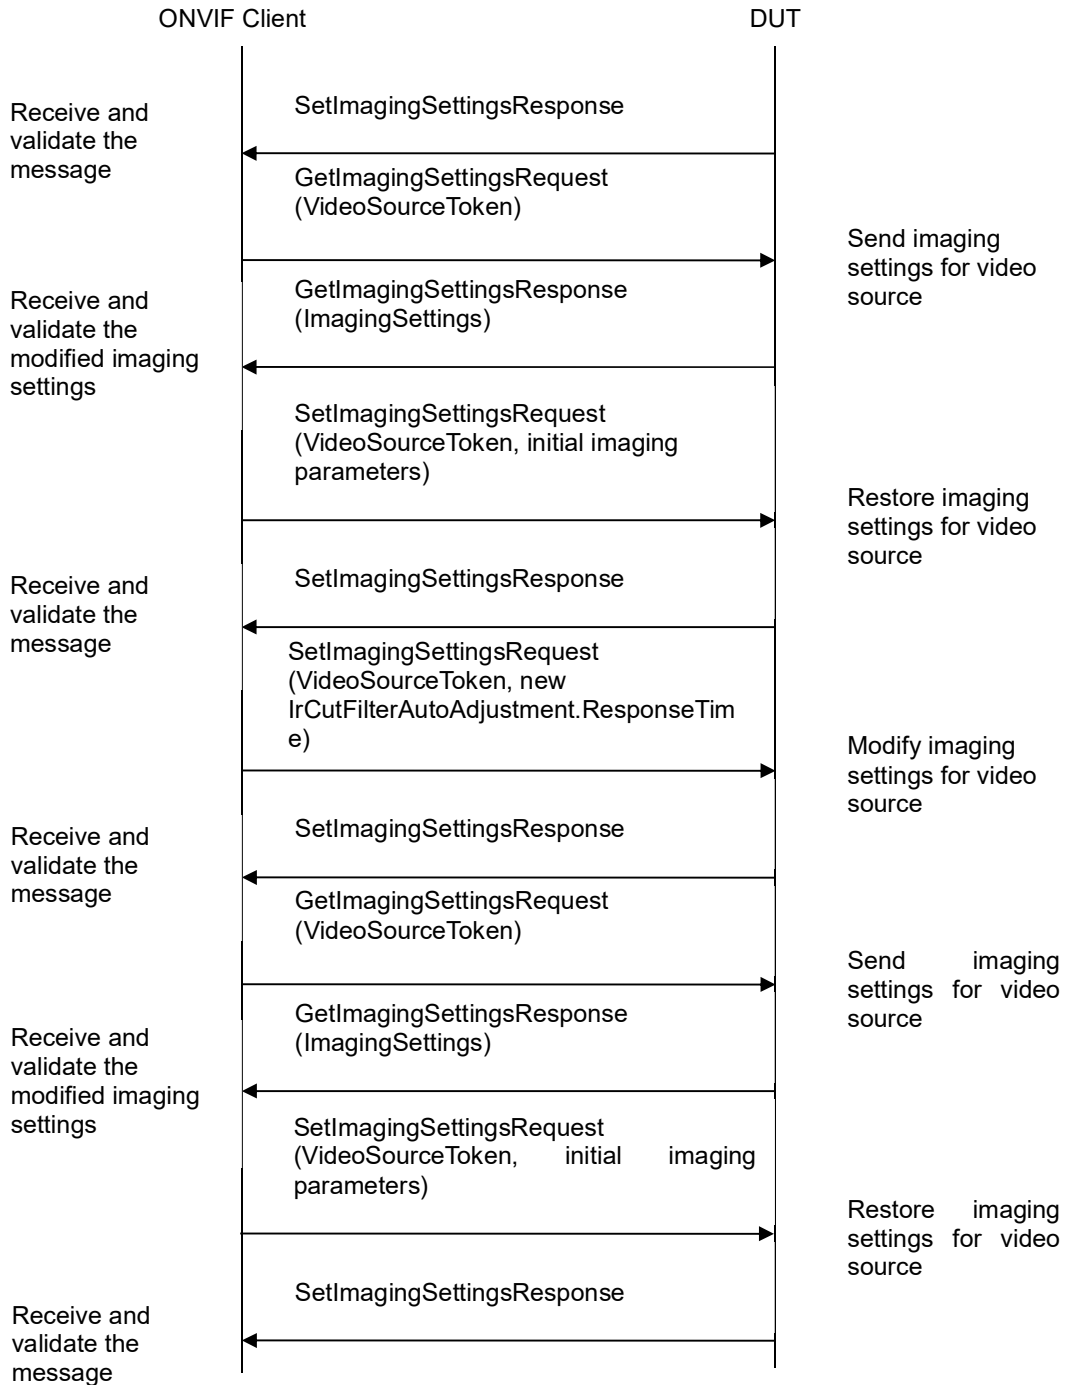 ONVIF Client
DUT
SetImagingSettingsResponse
Receive and
validate the
message
GetImagingSettingsRequest
(VideoSourceToken)
Send imaging
settings for video
source
GetImagingSettingsResponse
(ImagingSettings)
Receive and
validate the
modified imaging
settings
SetImagingSettingsRequest
(VideoSourceToken, initial imaging
parameters)
Restore imaging
settings for video
source
SetImagingSettingsResponse
Receive and
validate the
message
SetImagingSettingsRequest
(VideoSourceToken, new
IrCutFilterAutoAdjustment.ResponseTim
e)
Modify imaging
settings for video
source
SetImagingSettingsResponse
Receive and
validate the
message
GetImagingSettingsRequest
(VideoSourceToken)
Send imaging
settings for video
source
GetImagingSettingsResponse
(ImagingSettings)
Receive and
validate the
modified imaging
settings
SetImagingSettingsRequest
(VideoSourceToken, initial imaging
parameters)
Restore imaging
settings for video
source
SetImagingSettingsResponse
Receive and
validate the
message